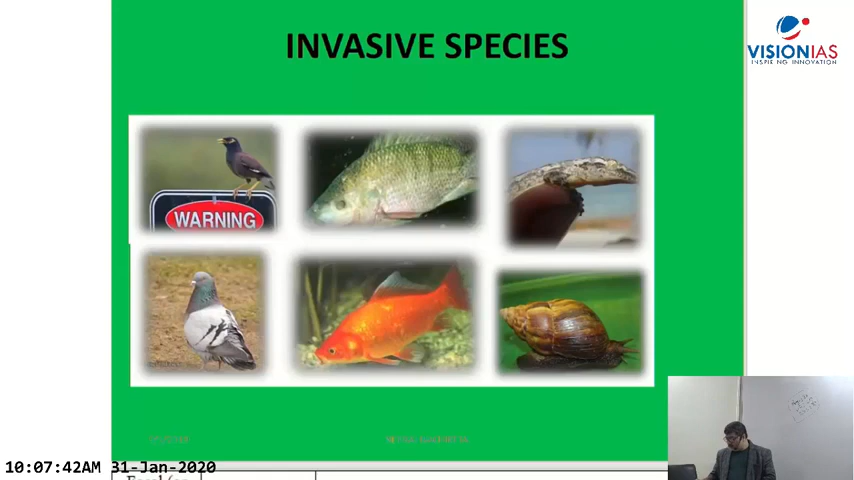 INVASIVE SPECIES
VISIONIAS
INSPIRING INNOVATION
WARNING
10:07:42AM 31-Jan-2020